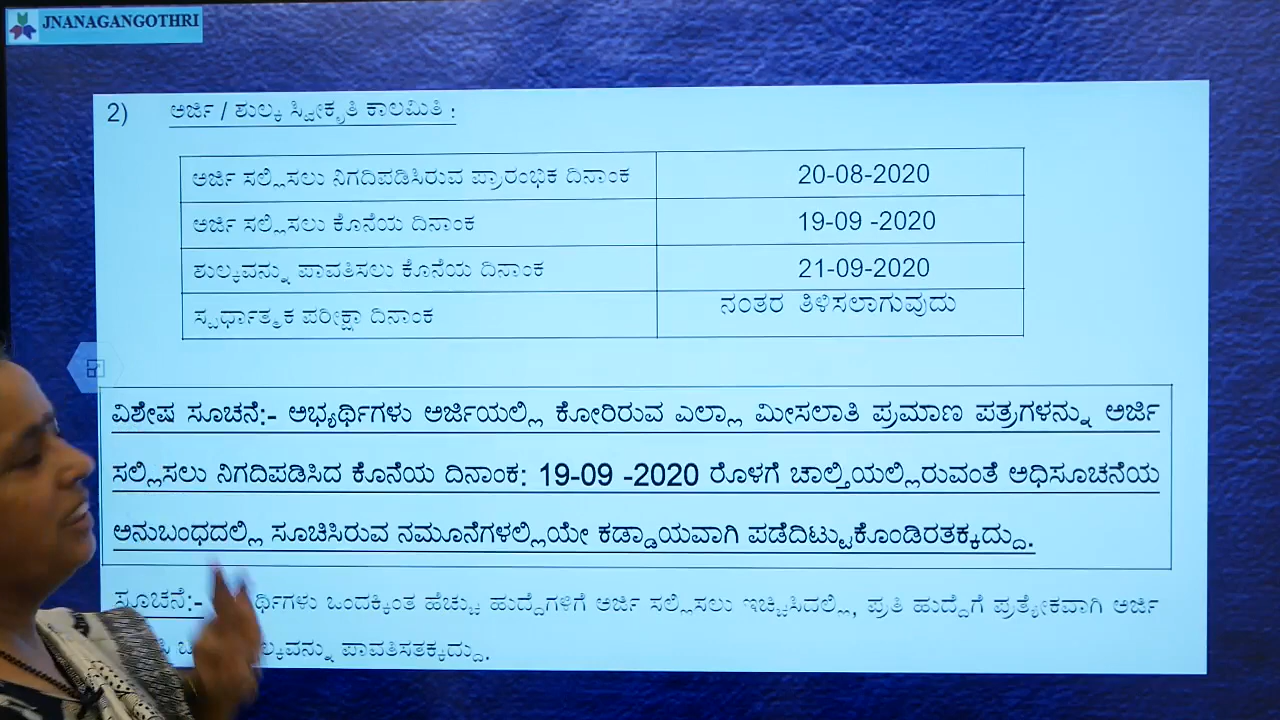 JNANAGANGOTHRI
2) ಅರ್ಜಿ / ಶುಲ್ಕ ಸ್ವೀಕೃತಿ ಕಾಲಮಿತಿ :
ಅರ್ಜಿ ಸಲ್ಲಿಸಲು ನಿಗದಿಪಡಿಸಿರುವ ಪ್ರಾರಂಭಿಕ ದಿನಾಂಕ 20-08-2020
ಅರ್ಜಿ ಸಲ್ಲಿಸಲು ಕೊನೆಯ ದಿನಾಂಕ 19-09 -2020
ಶುಲ್ಕವನ್ನು ಪಾವತಿಸಲು ಕೊನೆಯ ದಿನಾಂಕ 21-09-2020
ಸ್ಪರ್ಧಾತ್ಮಕ ಪರೀಕ್ಷಾ ದಿನಾಂಕ ನಂತರ ತಿಳಿಸಲಾಗುವುದು
ವಿಶೇಷ ಸೂಚನೆ:- ಅಭ್ಯರ್ಥಿಗಳು ಅರ್ಜಿಯಲ್ಲಿ ಕೋರಿರುವ ಎಲ್ಲಾ ಮೀಸಲಾತಿ ಪ್ರಮಾಣ ಪತ್ರಗಳನ್ನು ಅರ್ಜಿ
ಸಲ್ಲಿಸಲು ನಿಗದಿಪಡಿಸಿದ ಕೊನೆಯ ದಿನಾಂಕ: 19-09 -2020 ರೊಳಗೆ ಚಾಲ್ತಿಯಲ್ಲಿರುವಂತೆ ಅಧಿಸೂಚನೆಯ
ಅನುಬಂಧದಲ್ಲಿ ಸೂಚಿಸಿರುವ ನಮೂನೆಗಳಲ್ಲಿಯೇ ಕಡ್ಡಾಯವಾಗಿ ಪಡೆದಿಟ್ಟುಕೊಂಡಿರತಕ್ಕದ್ದು.
ಸೂಚನೆ:- ರ್ಥಿಗಳು ಒಂದಕ್ಕಿಂತ ಹೆಚ್ಚು ಹುದ್ದೆಗಳಿಗೆ ಅರ್ಜಿ ಸಲ್ಲಿಸಲು ಇಚ್ಛಿಸಿದಲ್ಲಿ, ಪ್ರತಿ ಹುದ್ದೆಗೆ ಪ್ರತ್ಯೇಕವಾಗಿ ಅರ್ಜಿ
ಲ್ಕವನ್ನು ಪಾವತಿಸತಕ್ಕದ್ದು.